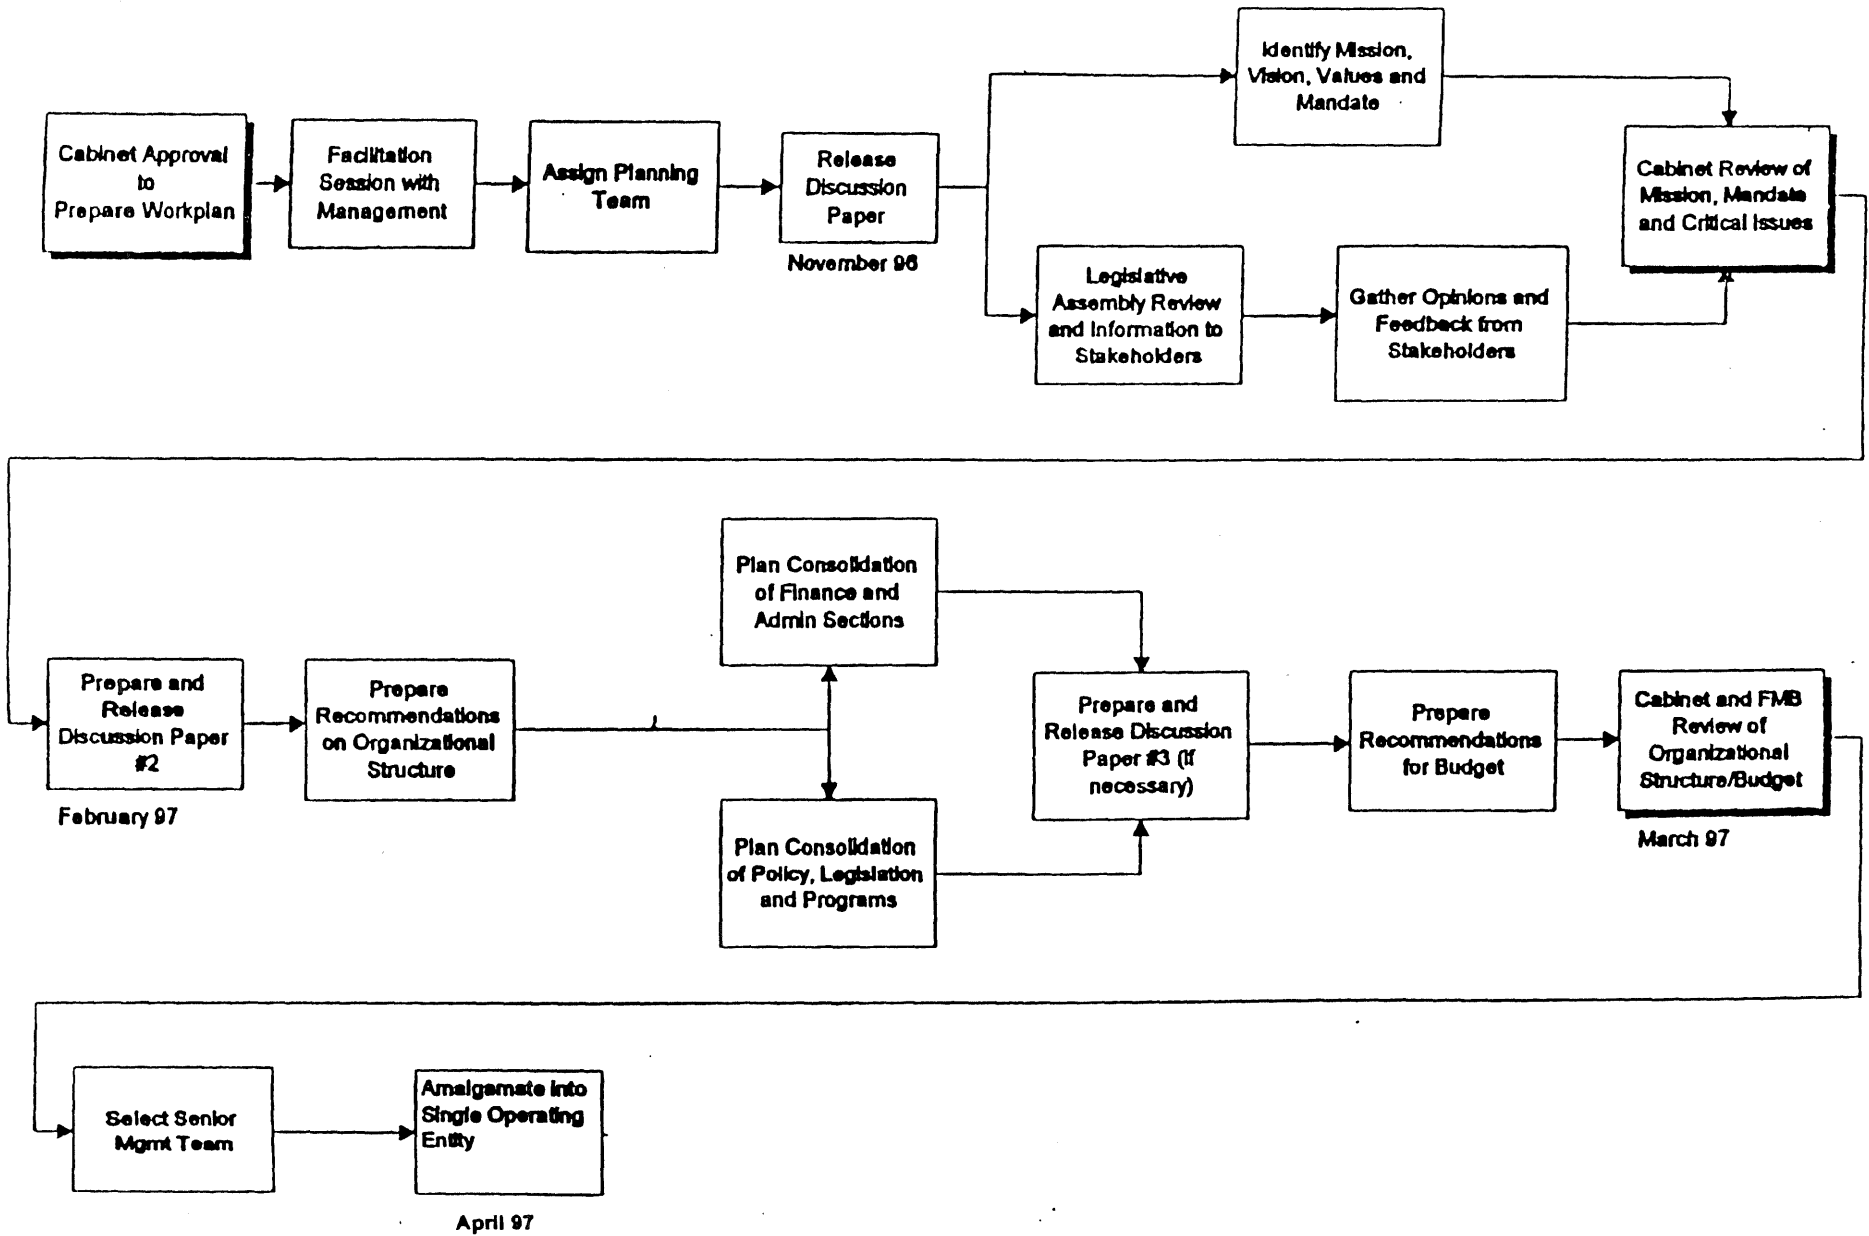 Cabinet Approval
to
Prepare Workplan
Facilitation
Session with
Management
Assign Planning
Team
Release
Discussion
Paper
November 96
Identify Mission,
Vision, Values and
Mandate
Legislative
Assembly Review
and Information to
Stakeholders
Gather Opinions and
Feedback from
Stakeholders
Cabinet Review of
Mission, Mandate
and Critical Issues
Prepare and
Release
Discussion Paper
#2
February 97
Prepare
Recommendations
on Organizational
Structure
Plan Consolidation
of Finance and
Admin Sections
Plan Consolidation
of Policy, Legislation
and Programs
Prepare and
Release Discussion
Paper #3 (if
necessary)
Prepare
Recommendations
for Budget
Cabinet and FMB
Review of
Organizational
Structure/Budget
March 97
Select Senior
Mgmt Team
Amalgamate into
Single Operating
Entity
April 97